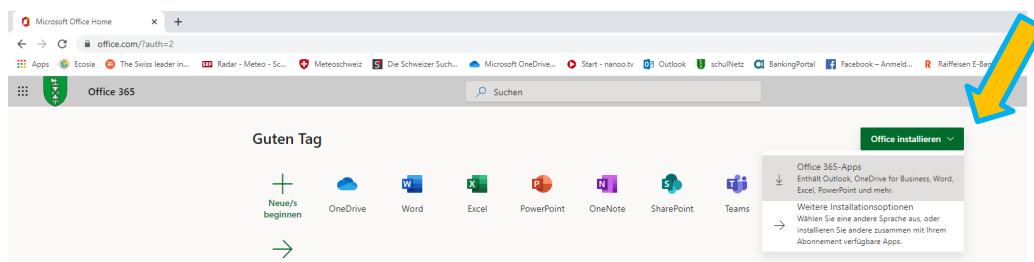 Microsoft Office Home
office.com/?auth=2
Apps Ecosia The Swiss leader in... Radar - Meteo - Sc... Meteoschweiz Die Schweizer Such... Microsoft OneDrive... Start - nanoo.tv Outlook schulNetz BankingPortal Facebook – Anmeld... Raiffeisen E-Ban
Office 365
Suchen
Guten Tag
Office installieren
Office 365-Apps
Enthält Outlook, OneDrive for Business, Word,
Excel, PowerPoint und mehr.
Weitere Installationsoptionen
Wählen Sie eine andere Sprache aus, oder
installieren Sie andere zusammen mit Ihrem
Abonnement verfügbare Apps.
Neue/s
beginnen
OneDrive
Word
Excel
PowerPoint
OneNote
SharePoint
Teams